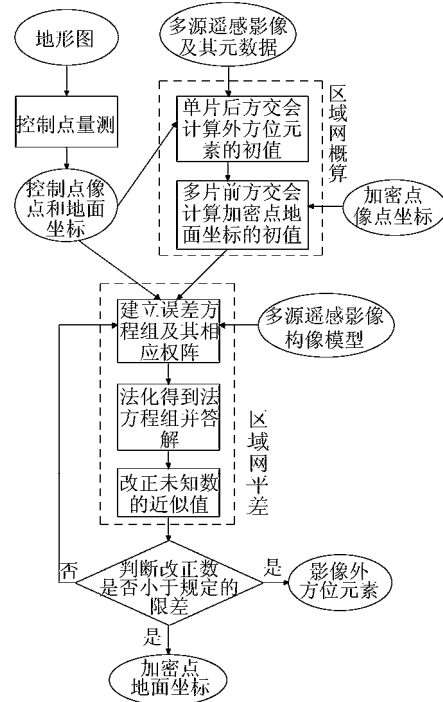 地形图
多源遥感影像
及其元数据
控制点量测
单片后方交会
计算外方位元
素的初值
区域网概算
控制点像
点和地面
坐标
多片前方交会
计算加密点地
面坐标的初值
加密点
像点坐标
建立误差方
程组及其相
应权阵
多源遥感影像
构像模型
法化得到法
方程组并答
解
区域网平差
改正未知数
的近似值
否
判断改正数
是否小于规定的
限差
是
影像外
方位元素
是
加密点
地面坐标